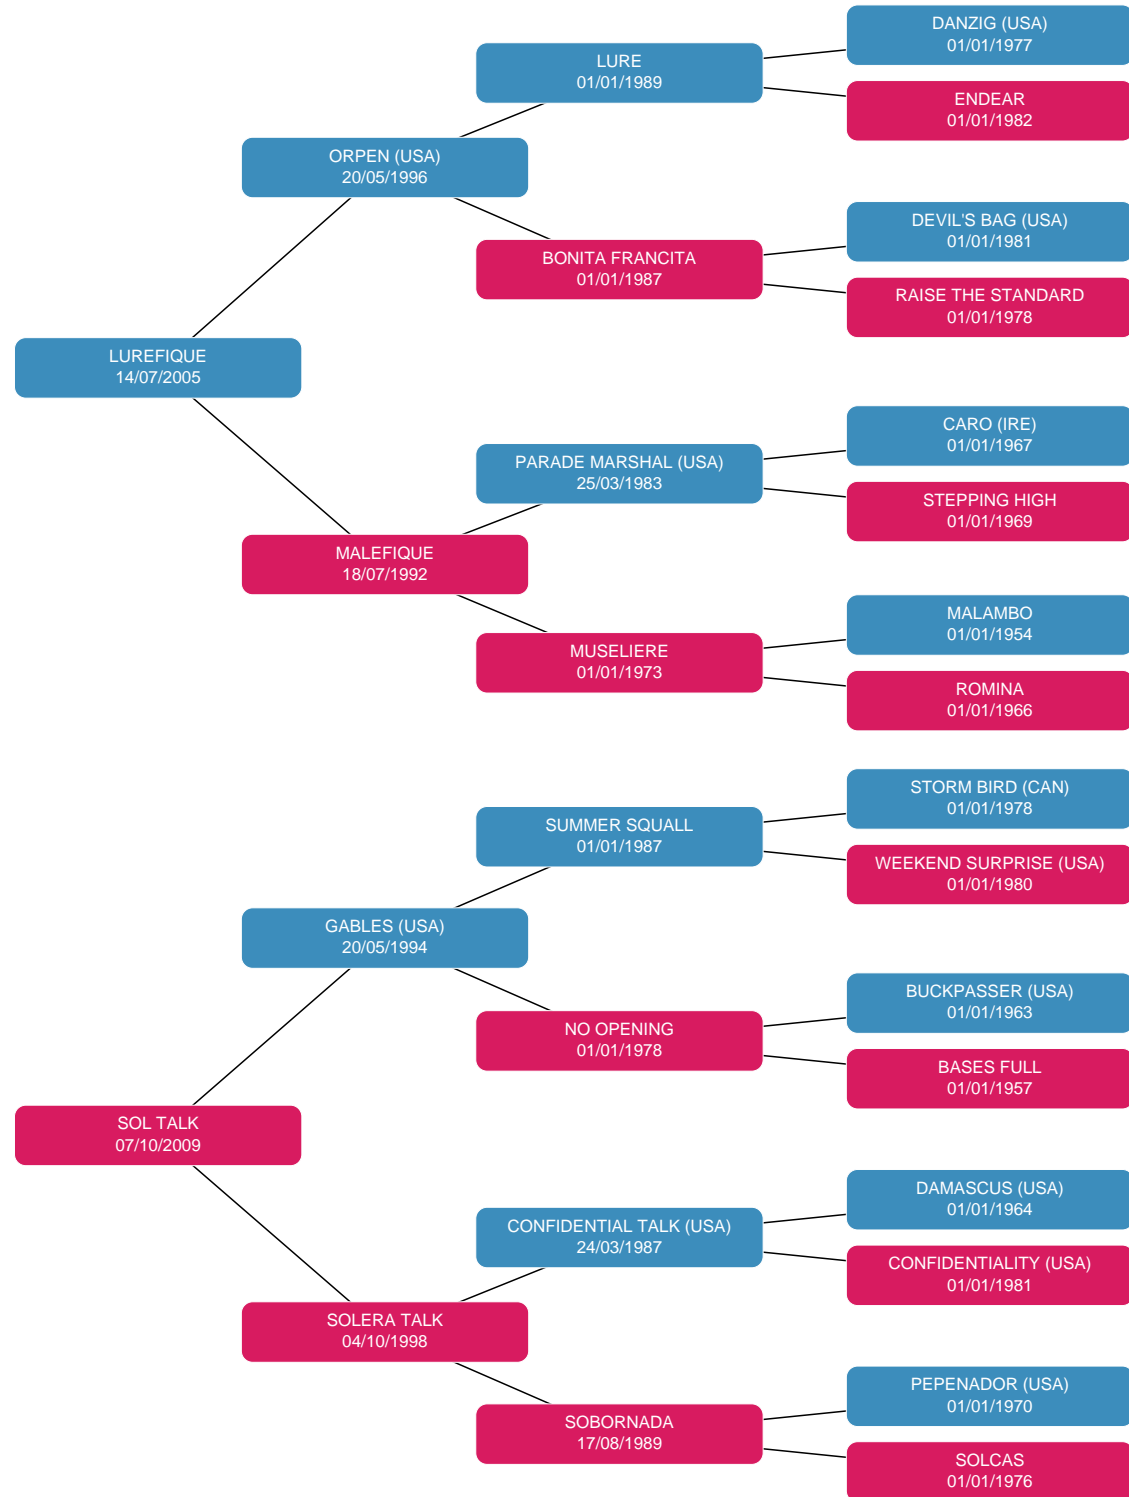 DANZIG (USA)
01/01/1977
LURE
01/01/1989
ENDEAR
01/01/1982
ORPEN (USA)
20/05/1996
DEVIL'S BAG (USA)
01/01/1981
BONITA FRANCITA
01/01/1987
RAISE THE STANDARD
01/01/1978
LUREFIQUE
14/07/2005
CARO (IRE)
01/01/1967
PARADE MARSHAL (USA)
25/03/1983
STEPPING HIGH
01/01/1969
MALEFIQUE
18/07/1992
MALAMBO
01/01/1954
MUSELIERE
01/01/1973
ROMINA
01/01/1966
STORM BIRD (CAN)
01/01/1978
SUMMER SQUALL
01/01/1987
WEEKEND SURPRISE (USA)
01/01/1980
GABLES (USA)
20/05/1994
BUCKPASSER (USA)
01/01/1963
NO OPENING
01/01/1978
BASES FULL
01/01/1957
SOL TALK
07/10/2009
DAMASCUS (USA)
01/01/1964
CONFIDENTIAL TALK (USA)
24/03/1987
CONFIDENTIALITY (USA)
01/01/1981
SOLERA TALK
04/10/1998
PEPENADOR (USA)
01/01/1970
SOBORNADA
17/08/1989
SOLCAS
01/01/1976